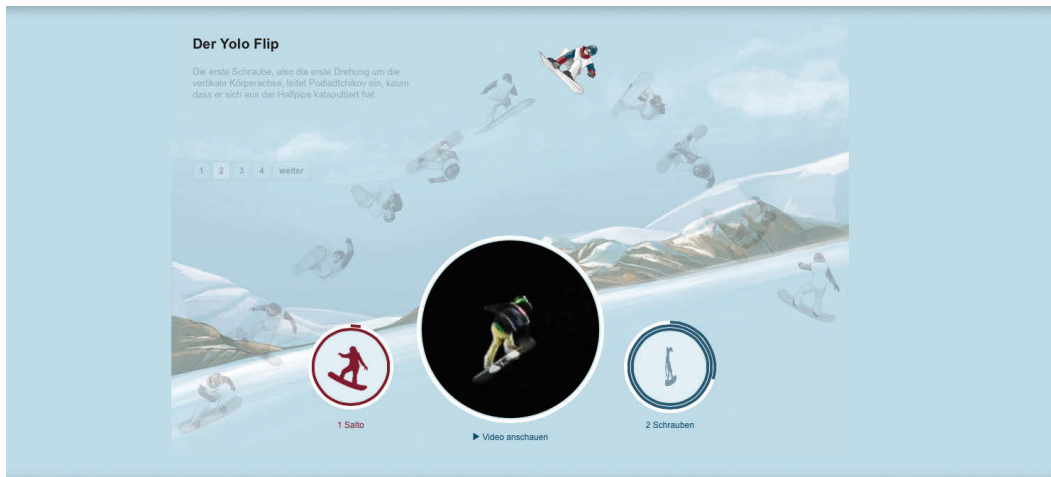 Der Yolo Flip
Die erste Schraube, also die erste Drehung um die
vertikale Körperachse, leitet Podladtchikov ein, kaum
dass er sich aus der Halfpipe katapultiert hat.
1 2 3 4 weiter
1 Salto
Video anschauen
2 Schrauben